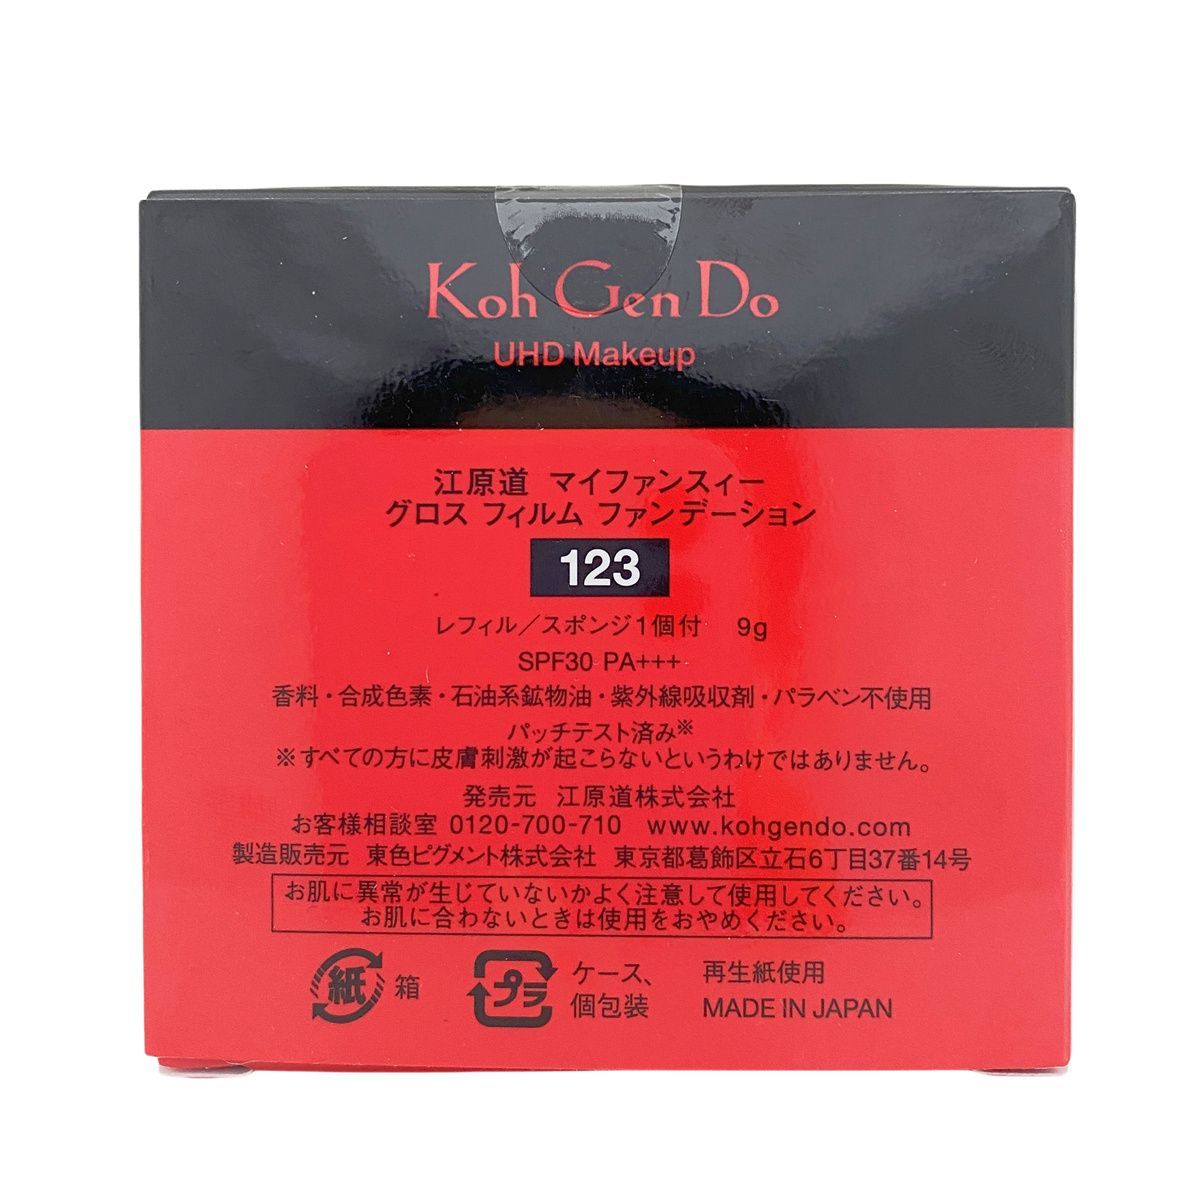 Koh Gen Do
UHD Makeup
江原道 マイファンスィー
グロス フィルム ファンデーション
123
レフィル／スポンジ1個付 9g
SPF30 PA+++
香料・合成色素・石油系鉱物油・紫外線吸収剤・パラベン不使用
パッチテスト済み※
※すべての方に皮膚刺激が起こらないというわけではありません。
発売元 江原道株式会社
お客様相談室 0120-700-710 www.kohgendo.com
製造販売元 東色ピグメント株式会社 東京都葛飾区立石6丁目37番14号
お肌に異常が生じていないかよく注意して使用してください。
お肌に合わないときは使用をおやめください。
紙 箱
プラ ケース、
個包装
再生紙使用
MADE IN JAPAN